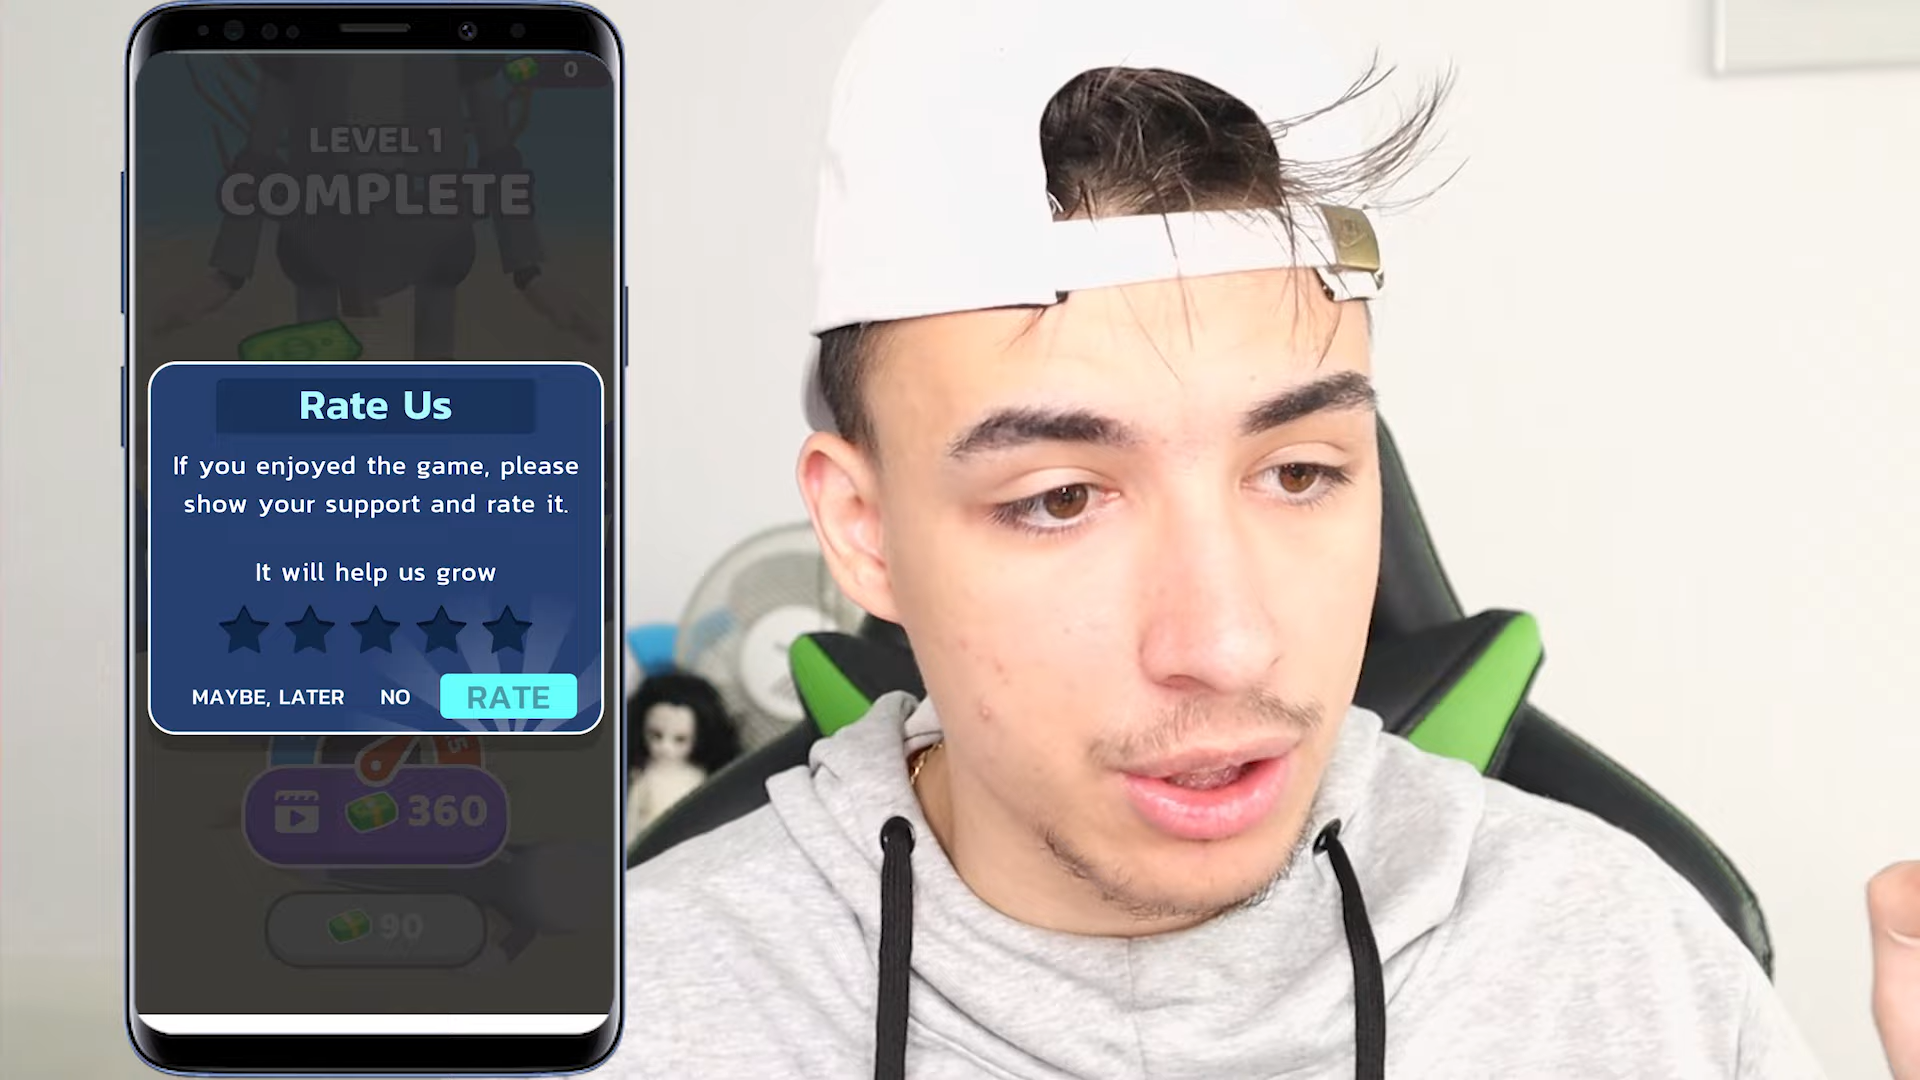 0
LEVEL 1
COMPLETE
Rate Us
If you enjoyed the game, please
show your support and rate it.
It will help us grow
MAYBE, LATER NO RATE
15
360
90